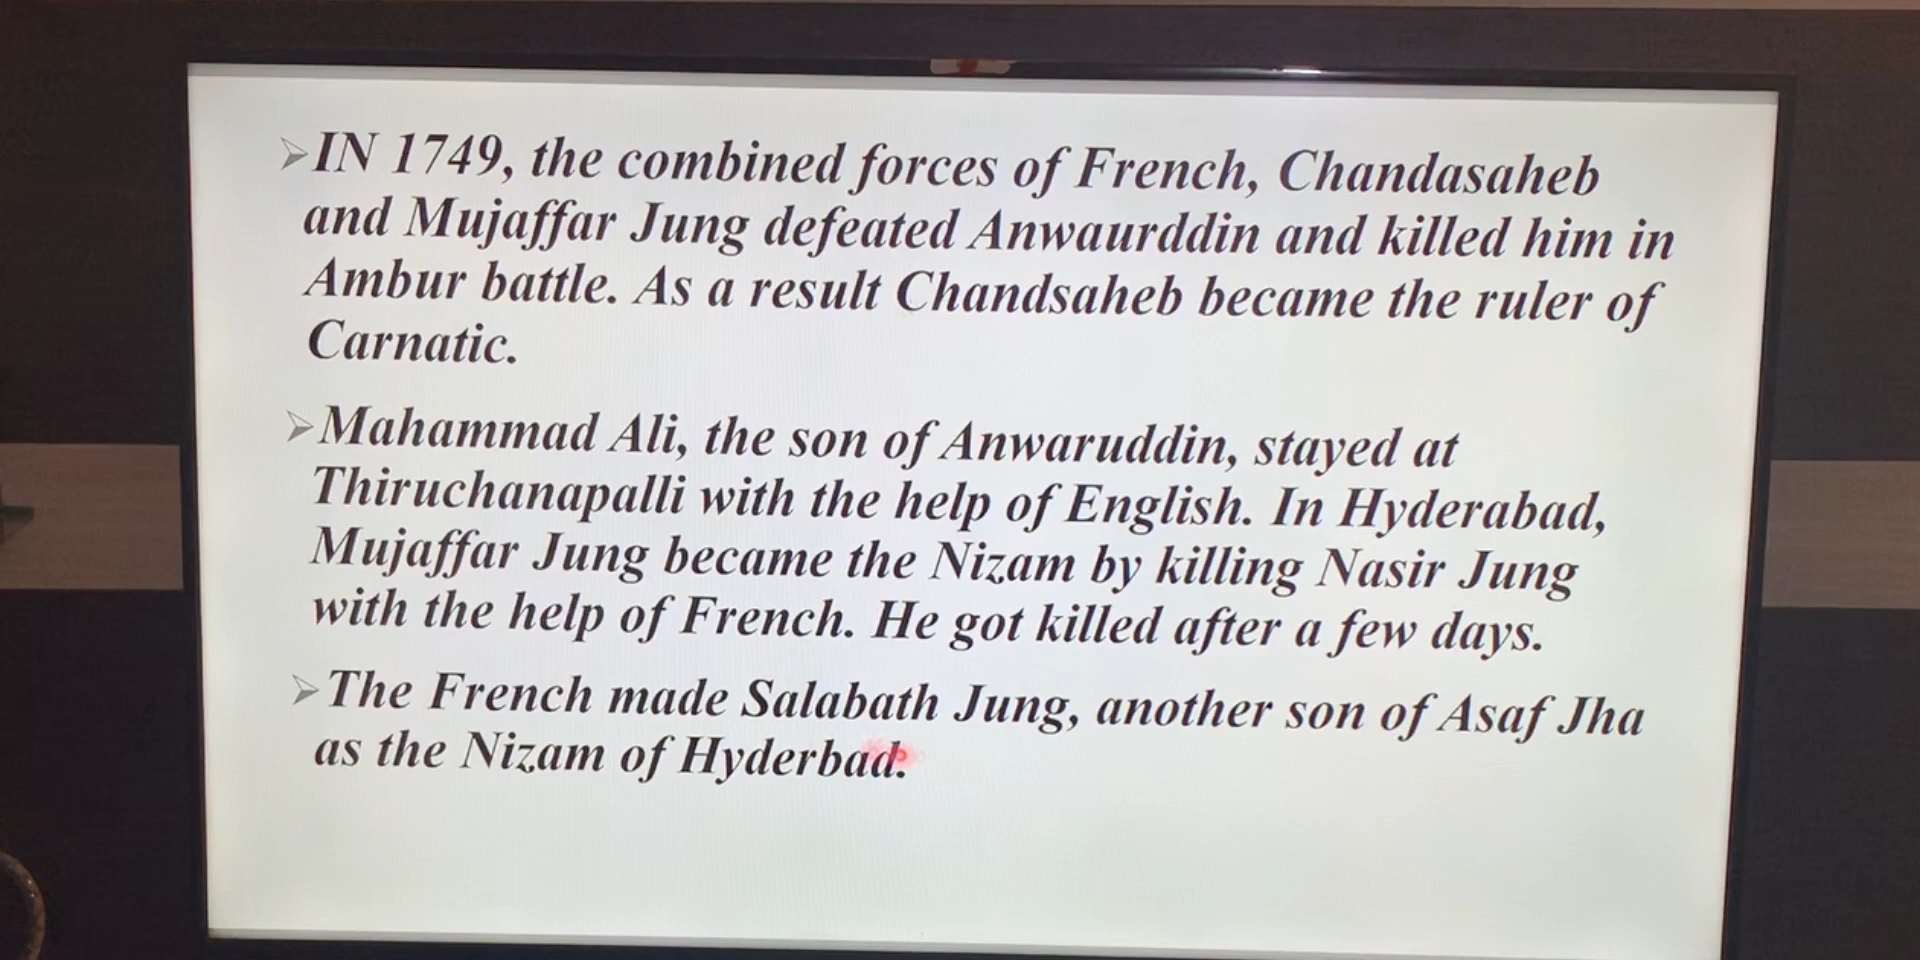 ➢IN 1749, the combined forces of French, Chandasaheb
and Mujaffar Jung defeated Anwaurddin and killed him in
Ambur battle. As a result Chandsaheb became the ruler of
Carnatic.
➢Mahammad Ali, the son of Anwaruddin, stayed at
Thiruchanapalli with the help of English. In Hyderabad,
Mujaffar Jung became the Nizam by killing Nasir Jung
with the help of French. He got killed after a few days.
➢The French made Salabath Jung, another son of Asaf Jha
as the Nizam of Hyderbad.